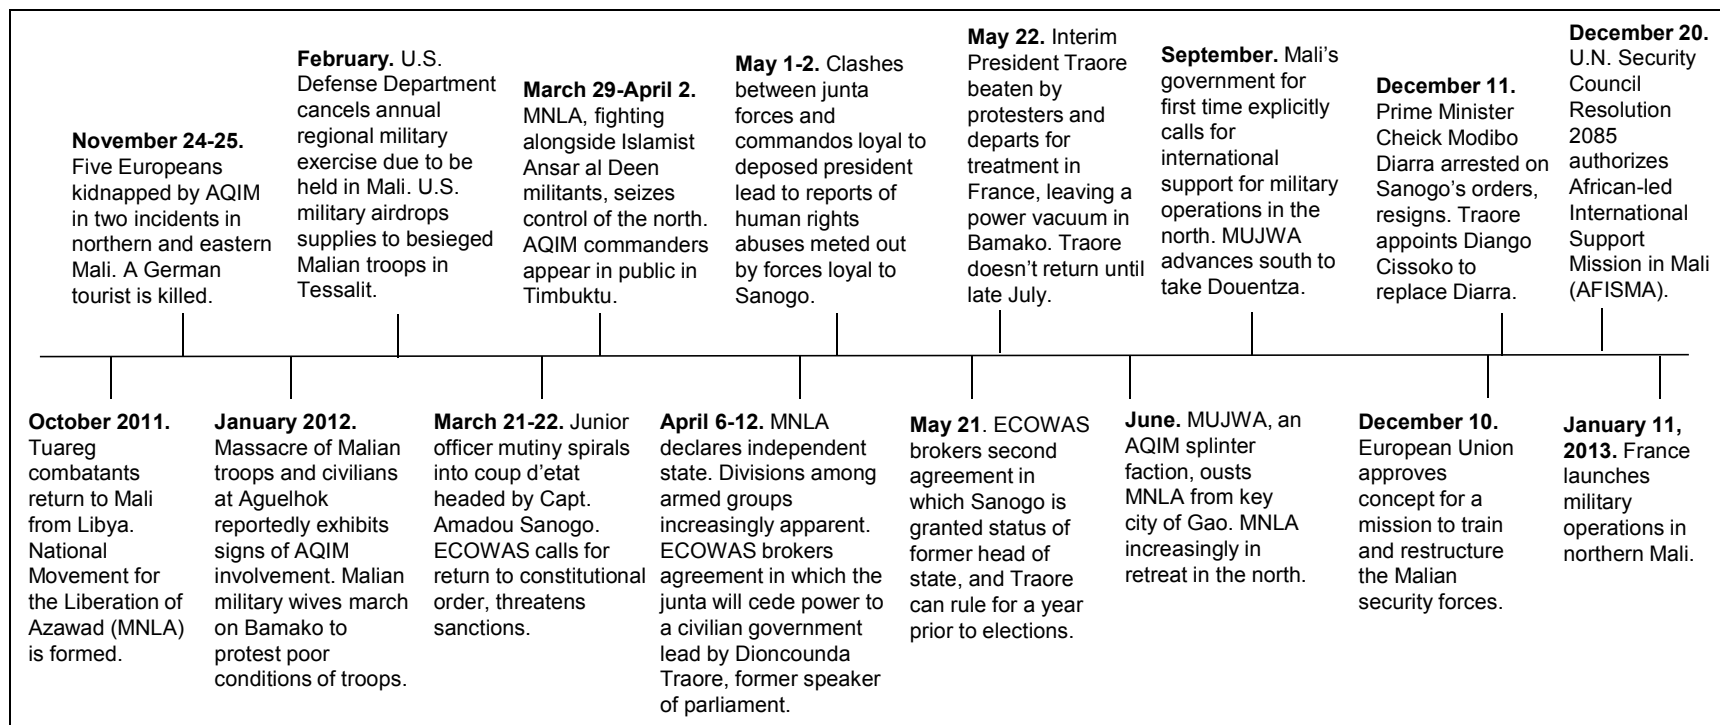 November 24-25.
Five Europeans
kidnapped by AQIM
in two incidents in
northern and eastern
Mali. A German
tourist is killed.
February. U.S.
Defense Department
cancels annual
regional military
exercise due to be
held in Mali. U.S.
military airdrops
supplies to besieged
Malian troops in
Tessalit.
March 29-April 2.
MNLA, fighting
alongside Islamist
Ansar al Deen
militants, seizes
control of the north.
AQIM commanders
appear in public in
Timbuktu.
May 1-2. Clashes
between junta
forces and
commandos loyal to
deposed president
lead to reports of
human rights
abuses meted out
by forces loyal to
Sanogo.
May 22. Interim
President Traore
beaten by
protesters and
departs for
treatment in
France, leaving a
power vacuum in
Bamako. Traore
doesn’t return until
late July.
September. Mali’s
government for
first time explicitly
calls for
international
support for military
operations in the
north. MUJWA
advances south to
take Douentza.
December 11.
Prime Minister
Cheick Modibo
Diarra arrested on
Sanogo’s orders,
resigns. Traore
appoints Diango
Cissoko to
replace Diarra.
December 20.
U.N. Security
Council
Resolution
2085
authorizes
African-led
International
Support
Mission in Mali
(AFISMA).
October 2011.
Tuareg
combatants
return to Mali
from Libya.
National
Movement for
the Liberation of
Azawad (MNLA)
is formed.
January 2012.
Massacre of Malian
troops and civilians
at Aguelhok
reportedly exhibits
signs of AQIM
involvement. Malian
military wives march
on Bamako to
protest poor
conditions of troops.
March 21-22. Junior
officer mutiny spirals
into coup d’etat
headed by Capt.
Amadou Sanogo.
ECOWAS calls for
return to constitutional
order, threatens
sanctions.
April 6-12. MNLA
declares independent
state. Divisions among
armed groups
increasingly apparent.
ECOWAS brokers
agreement in which the
junta will cede power to
a civilian government
lead by Dioncounda
Traore, former speaker
of parliament.
May 21. ECOWAS
brokers second
agreement in
which Sanogo is
granted status of
former head of
state, and Traore
can rule for a year
prior to elections.
June. MUJWA, an
AQIM splinter
faction, ousts
MNLA from key
city of Gao. MNLA
increasingly in
retreat in the north.
December 10.
European Union
approves
concept for a
mission to train
and restructure
the Malian
security forces.
January 11,
2013. France
launches
military
operations in
northern Mali.